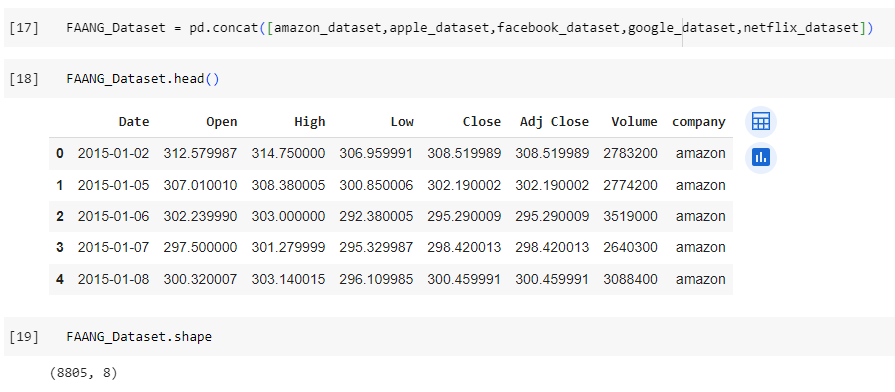 [17] FAANG_Dataset = pd.concat([amazon_dataset,apple_dataset,facebook_dataset,google_dataset,netflix_dataset])
[18] FAANG_Dataset.head()
Date Open High Low Close Adj Close Volume company
0 2015-01-02 312.579987 314.750000 306.959991 308.519989 308.519989 2783200 amazon
1 2015-01-05 307.010010 308.380005 300.850006 302.190002 302.190002 2774200 amazon
2 2015-01-06 302.239990 303.000000 292.380005 295.290009 295.290009 3519000 amazon
3 2015-01-07 297.500000 301.279999 295.329987 298.420013 298.420013 2640300 amazon
4 2015-01-08 300.320007 303.140015 296.109985 300.459991 300.459991 3088400 amazon
[19] FAANG_Dataset.shape
(8805, 8)